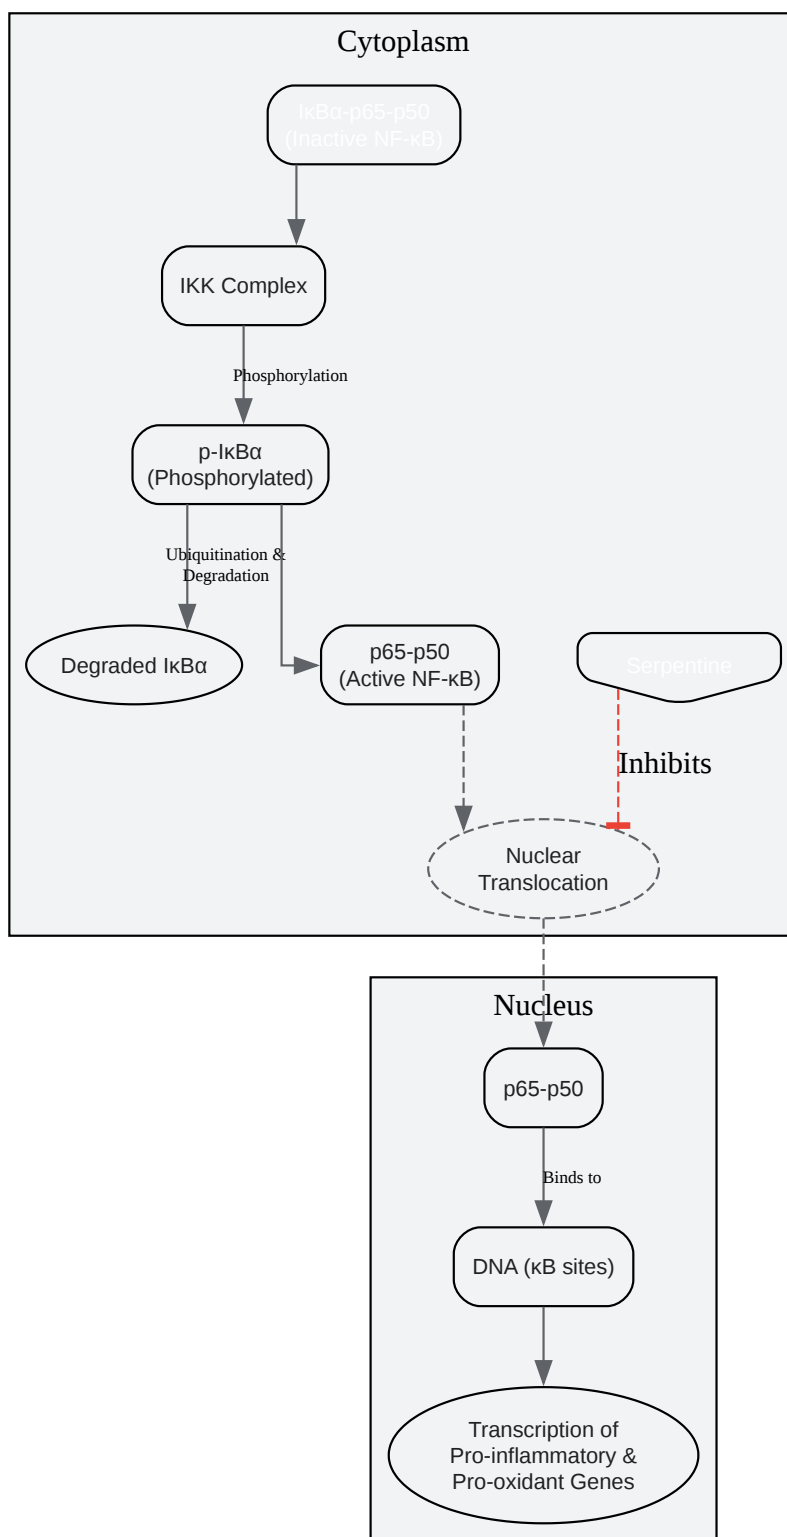 Cytoplasm
IκBα-p65-p50
(Inactive NF-κB)
IKK Complex
Phosphorylation
p-IκBα
(Phosphorylated)
Ubiquitination &
Degradation
Degraded IκBα
p65-p50
(Active NF-κB)
Serpentine
Inhibits
Nuclear
Translocation
Nucleus
p65-p50
Binds to
DNA (κB sites)
Transcription of
Pro-inflammatory &
Pro-oxidant Genes